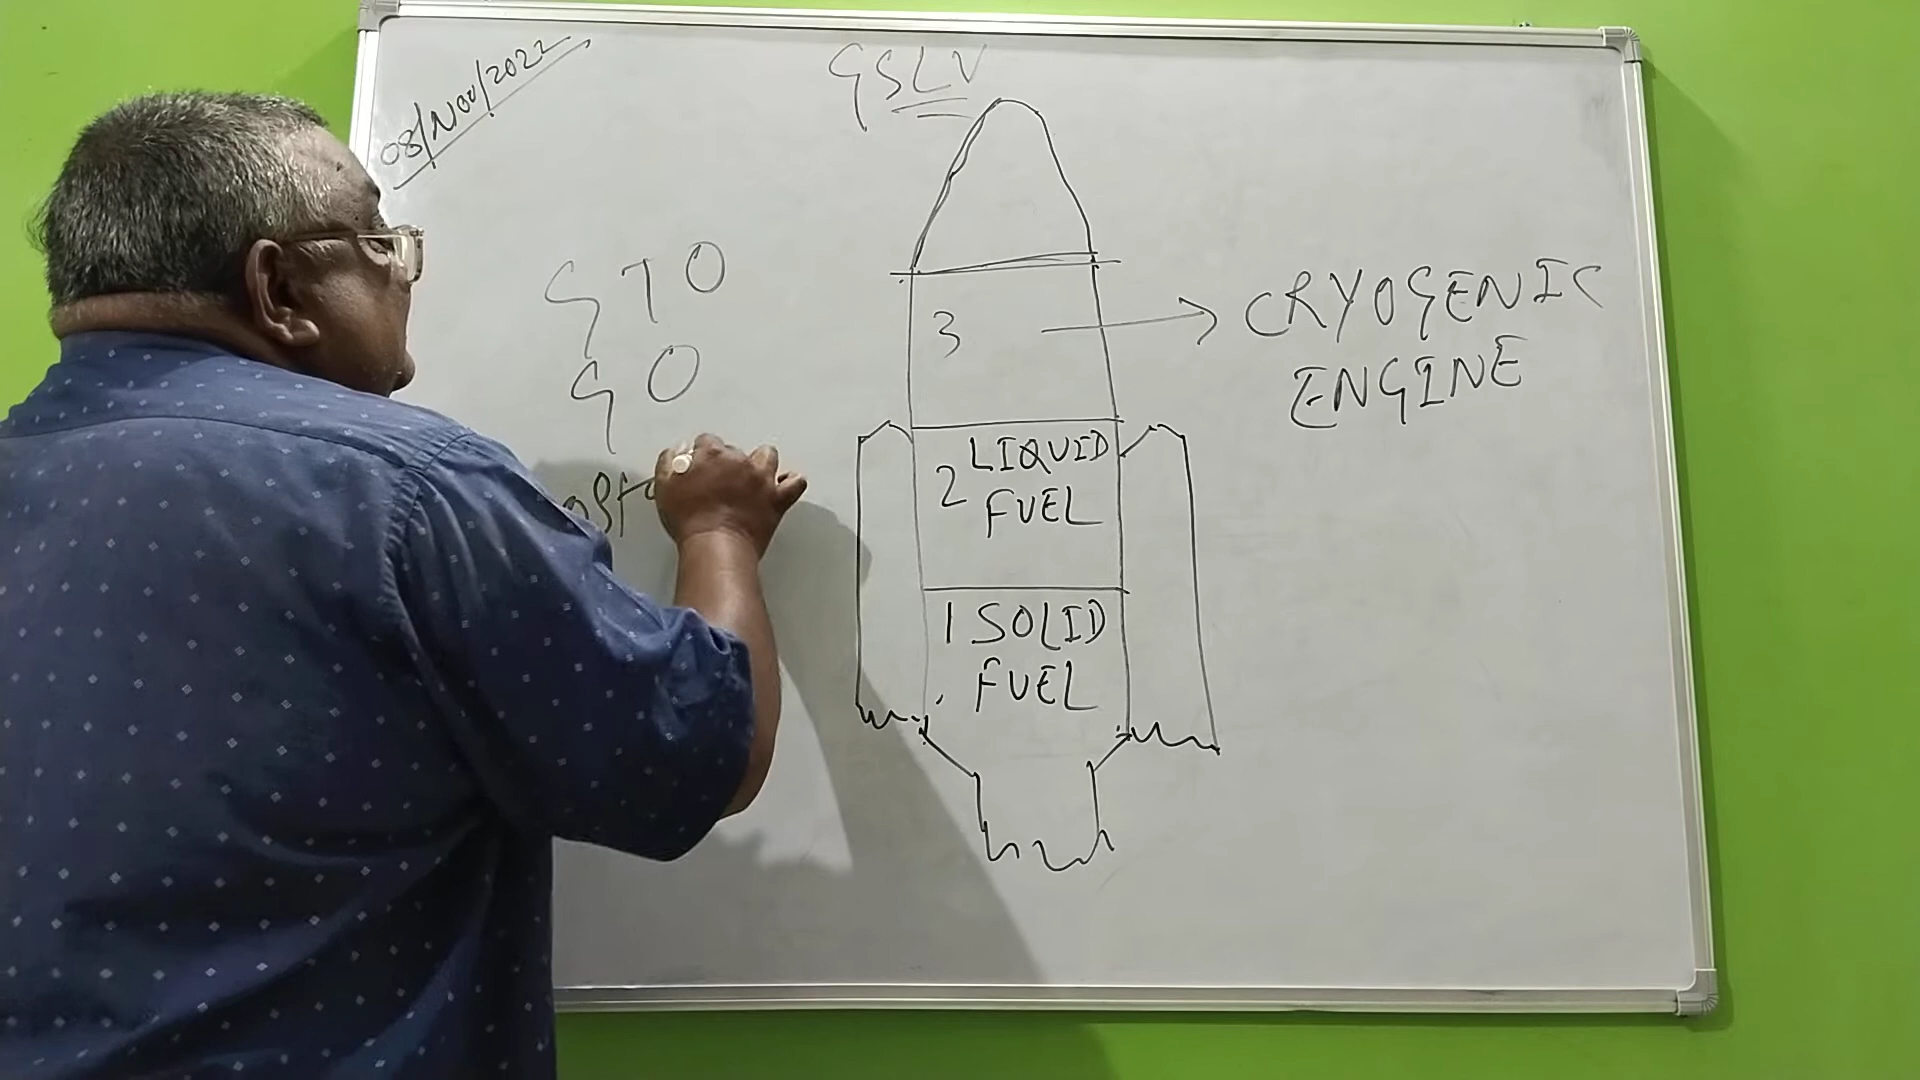 08/Nov/2022
GSLV
GTO
GO
3
CRYOGENIC
ENGINE
2 LIQUID
FUEL
1 SOLID
FUEL